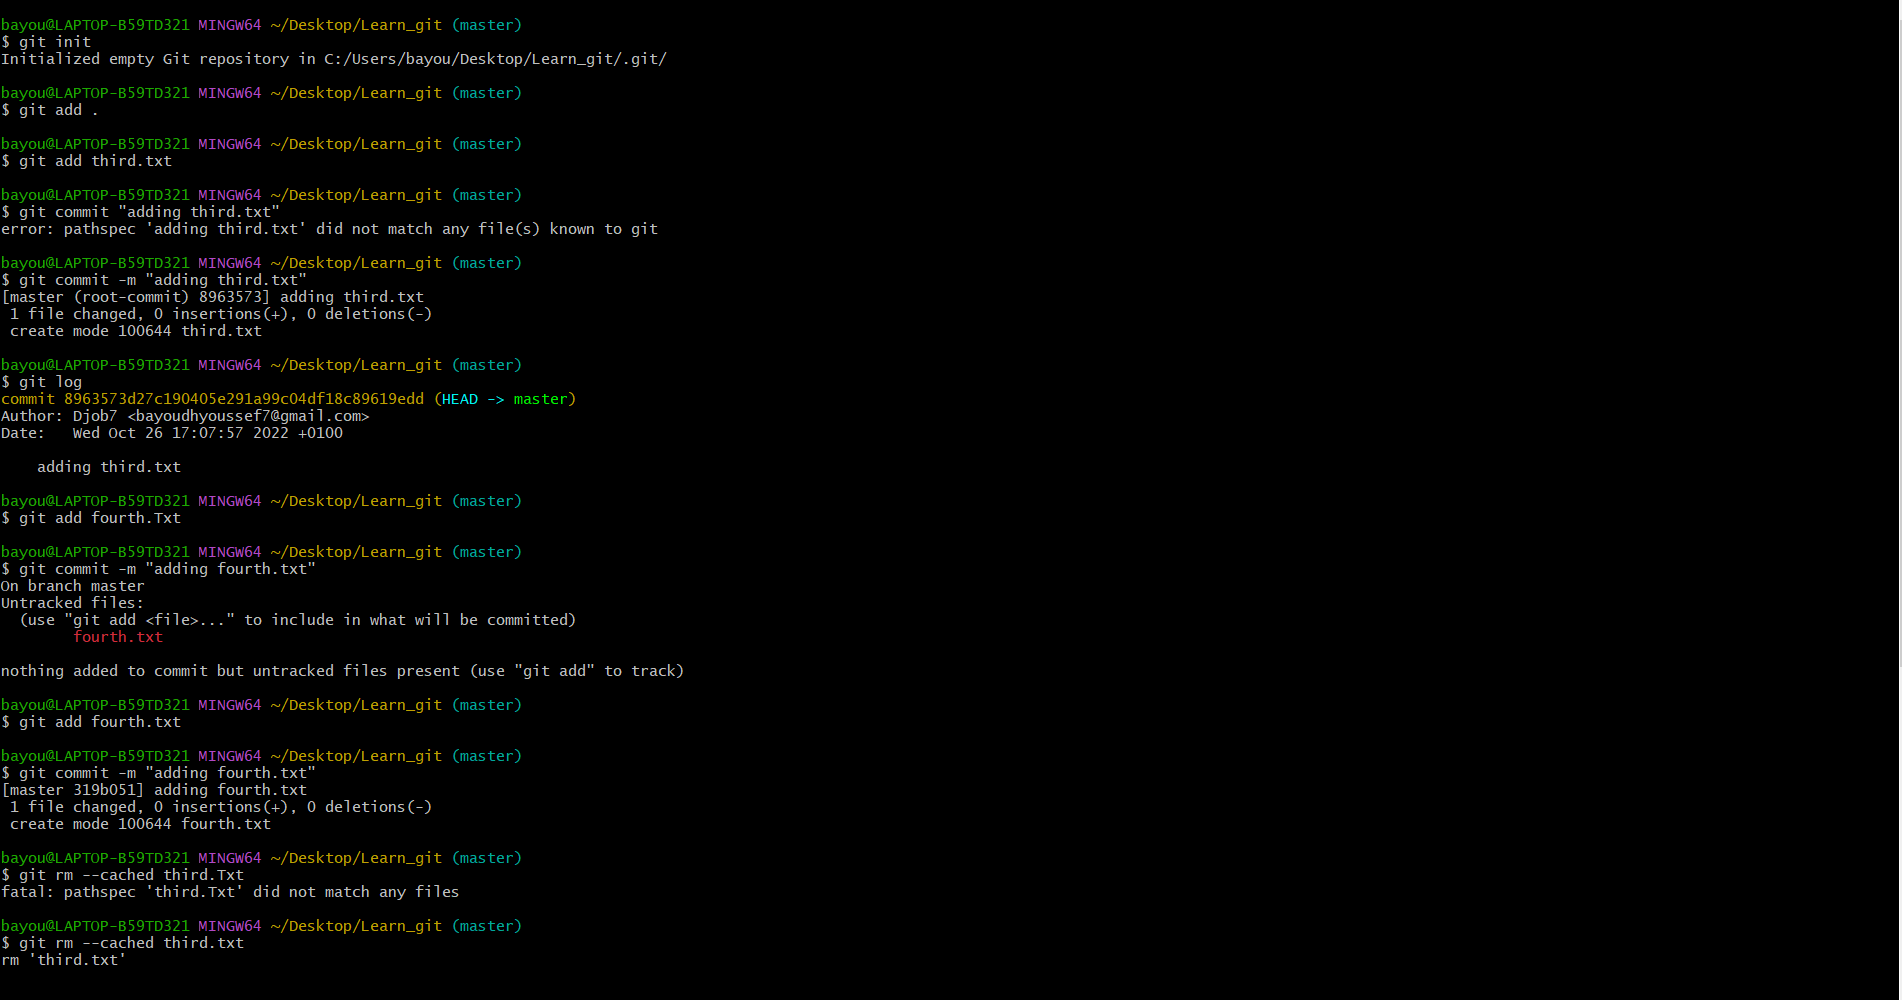 bayou@LAPTOP-B59TD321 MINGW64 ~/Desktop/Learn_git (master)
$ git init
Initialized empty Git repository in C:/Users/bayou/Desktop/Learn_git/.git/
bayou@LAPTOP-B59TD321 MINGW64 ~/Desktop/Learn_git (master)
$ git add .
bayou@LAPTOP-B59TD321 MINGW64 ~/Desktop/Learn_git (master)
$ git add third.txt
bayou@LAPTOP-B59TD321 MINGW64 ~/Desktop/Learn_git (master)
$ git commit "adding third.txt"
error: pathspec 'adding third.txt' did not match any file(s) known to git
bayou@LAPTOP-B59TD321 MINGW64 ~/Desktop/Learn_git (master)
$ git commit -m "adding third.txt"
[master (root-commit) 8963573] adding third.txt
 1 file changed, 0 insertions(+), 0 deletions(-)
 create mode 100644 third.txt
bayou@LAPTOP-B59TD321 MINGW64 ~/Desktop/Learn_git (master)
$ git log
commit 8963573d27c190405e291a99c04df18c89619edd (HEAD -> master)
Author: Djob7 <bayoudhyoussef7@gmail.com>
Date:   Wed Oct 26 17:07:57 2022 +0100
    adding third.txt
bayou@LAPTOP-B59TD321 MINGW64 ~/Desktop/Learn_git (master)
$ git add fourth.Txt
bayou@LAPTOP-B59TD321 MINGW64 ~/Desktop/Learn_git (master)
$ git commit -m "adding fourth.txt"
On branch master
Untracked files:
  (use "git add <file>..." to include in what will be committed)
        fourth.txt
nothing added to commit but untracked files present (use "git add" to track)
bayou@LAPTOP-B59TD321 MINGW64 ~/Desktop/Learn_git (master)
$ git add fourth.txt
bayou@LAPTOP-B59TD321 MINGW64 ~/Desktop/Learn_git (master)
$ git commit -m "adding fourth.txt"
[master 319b051] adding fourth.txt
 1 file changed, 0 insertions(+), 0 deletions(-)
 create mode 100644 fourth.txt
bayou@LAPTOP-B59TD321 MINGW64 ~/Desktop/Learn_git (master)
$ git rm --cached third.Txt
fatal: pathspec 'third.Txt' did not match any files
bayou@LAPTOP-B59TD321 MINGW64 ~/Desktop/Learn_git (master)
$ git rm --cached third.txt
rm 'third.txt'